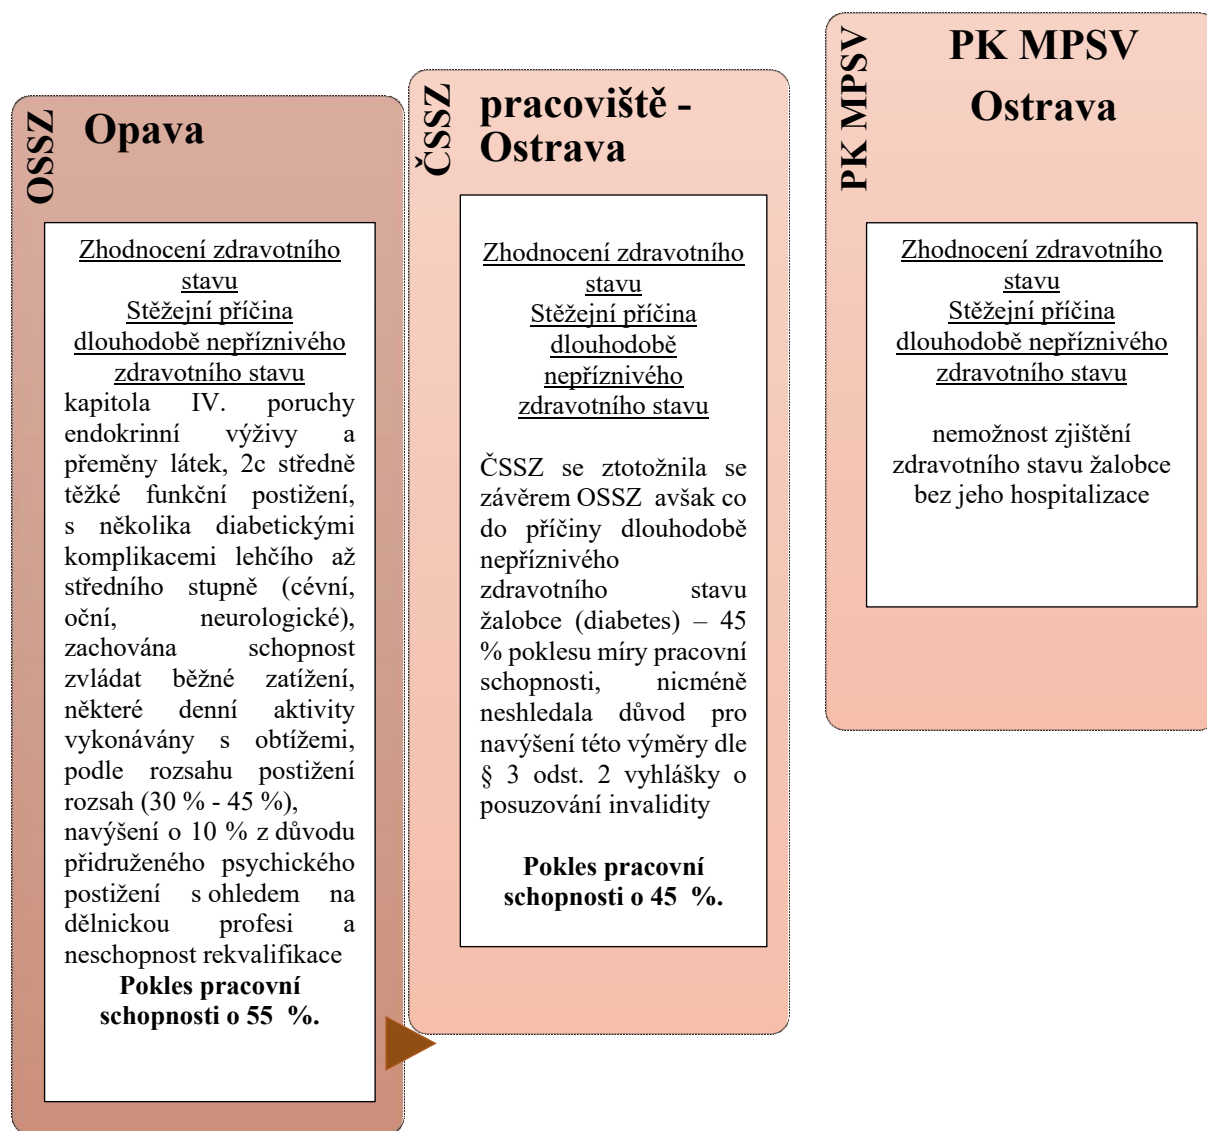 OSSZ
Opava
Zhodnocení zdravotního
stavu
Stěžejní příčina
dlouhodobě nepříznivého
zdravotního stavu
kapitola IV. poruchy
endokrinní výživy a
přeměny látek, 2c středně
těžké funkční postižení,
s několika diabetickými
komplikacemi lehčího až
středního stupně (cévní,
oční, neurologické),
zachována schopnost
zvládat běžné zatížení,
některé denní aktivity
vykonávány s obtížemi,
podle rozsahu postižení
rozsah (30 % - 45 %),
navýšení o 10 % z důvodu
přidruženého psychického
postižení s ohledem na
dělnickou profesi a
neschopnost rekvalifikace
Pokles pracovní
schopnosti o 55 %.
ČSSZ
pracoviště -
Ostrava
Zhodnocení zdravotního
stavu
Stěžejní příčina
dlouhodobě
nepříznivého
zdravotního stavu
ČSSZ se ztotožnila se
závěrem OSSZ avšak co
do příčiny dlouhodobě
nepříznivého
zdravotního stavu
žalobce (diabetes) – 45
% poklesu míry pracovní
schopnosti, nicméně
neshledala důvod pro
navýšení této výměry dle
§ 3 odst. 2 vyhlášky o
posuzování invalidity
Pokles pracovní
schopnosti o 45 %.
PK MPSV
PK MPSV
Ostrava
Zhodnocení zdravotního
stavu
Stěžejní příčina
dlouhodobě nepříznivého
zdravotního stavu
nemožnost zjištění
zdravotního stavu žalobce
bez jeho hospitalizace